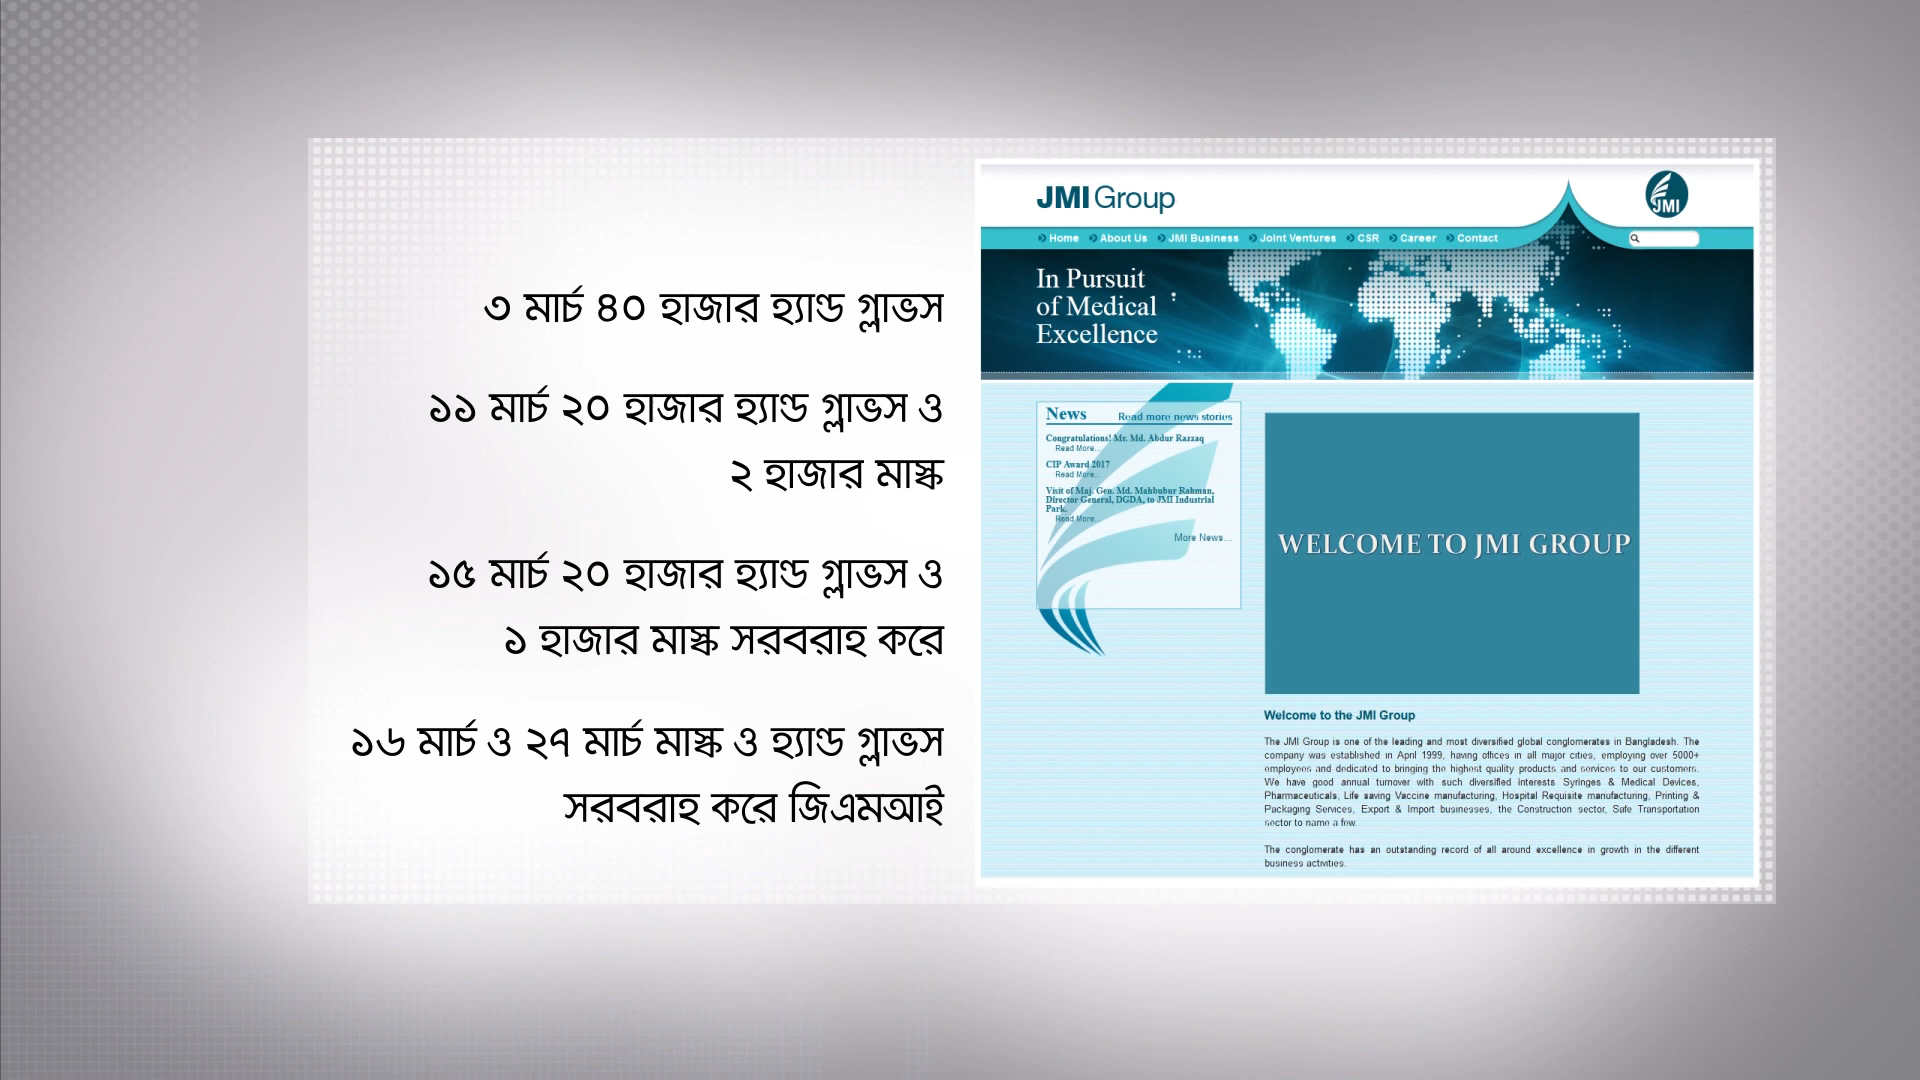 ৩ মার্চ ৪০ হাজার হ্যান্ড গ্লাভস
১১ মার্চ ২০ হাজার হ্যান্ড গ্লাভস ও
২ হাজার মাস্ক
১৫ মার্চ ২০ হাজার হ্যান্ড গ্লাভস ও
১ হাজার মাস্ক সরবরাহ করে
১৬ মার্চ ও ২৭ মার্চ মাস্ক ও হ্যান্ড গ্লাভস
সরবরাহ করে জিএমআই
JMI Group
JMI
Home About Us JMI Business Joint Ventures CSR Career Contact
In Pursuit
of Medical
Excellence
News Read more news stories
Congratulations! Mr. Md. Abdur Razzaq
Read More...
CIP Award 2017
Read More...
Visit of Maj. Gen. Md. Mahbubur Rahman,
Director General, DGDA, to JMI Industrial
Park.
Read More...
More News...
WELCOME TO JMI GROUP
Welcome to the JMI Group
The JMI Group is one of the leading and most diversified global conglomerates in Bangladesh. The
company was established in April 1999, having offices in all major cities, employing over 5000+
employees and dedicated to bringing the highest quality products and services to our customers.
We have good annual turnover with such diversified interests Syringes & Medical Devices,
Pharmaceuticals, Life saving Vaccine manufacturing, Hospital Requisite manufacturing, Printing &
Packaging Services, Export & Import businesses, the Construction sector, Safe Transportation
sector to name a few.
The conglomerate has an outstanding record of all around excellence in growth in the different
business activities.